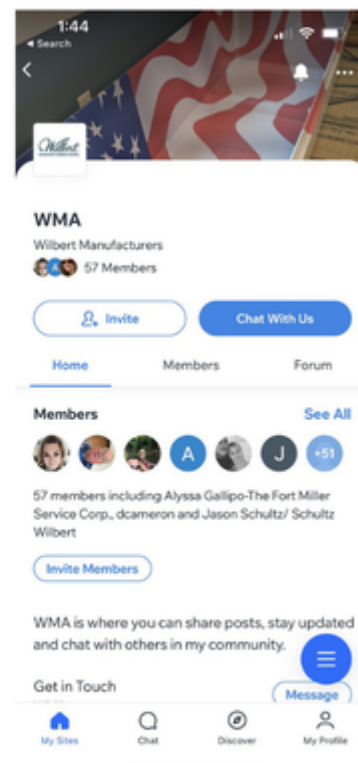 1:44
Search
Wilbert
WMA
Wilbert Manufacturers
57 Members
Invite
Chat With Us
Home Members Forum
Members See All
A J +51
57 members including Alyssa Gallipo-The Fort Miller
Service Corp., dcameron and Jason Schultz/ Schultz
Wilbert
Invite Members
WMA is where you can share posts, stay updated
and chat with others in my community.
Get in Touch
Message
My Sites Chat Discover My Profile